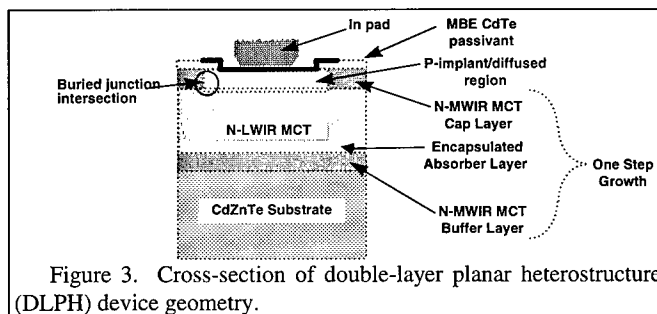 In pad
MBE CdTe
passivant
P-implant/diffused
region
Buried junction
intersection
N-MWIR MCT
Cap Layer
N-LWIR MCT
Encapsulated
Absorber Layer
One Step
Growth
CdZnTe Substrate
N-MWIR MCT
Buffer Layer
Figure 3. Cross-section of double-layer planar heterostructure
(DLPH) device geometry.